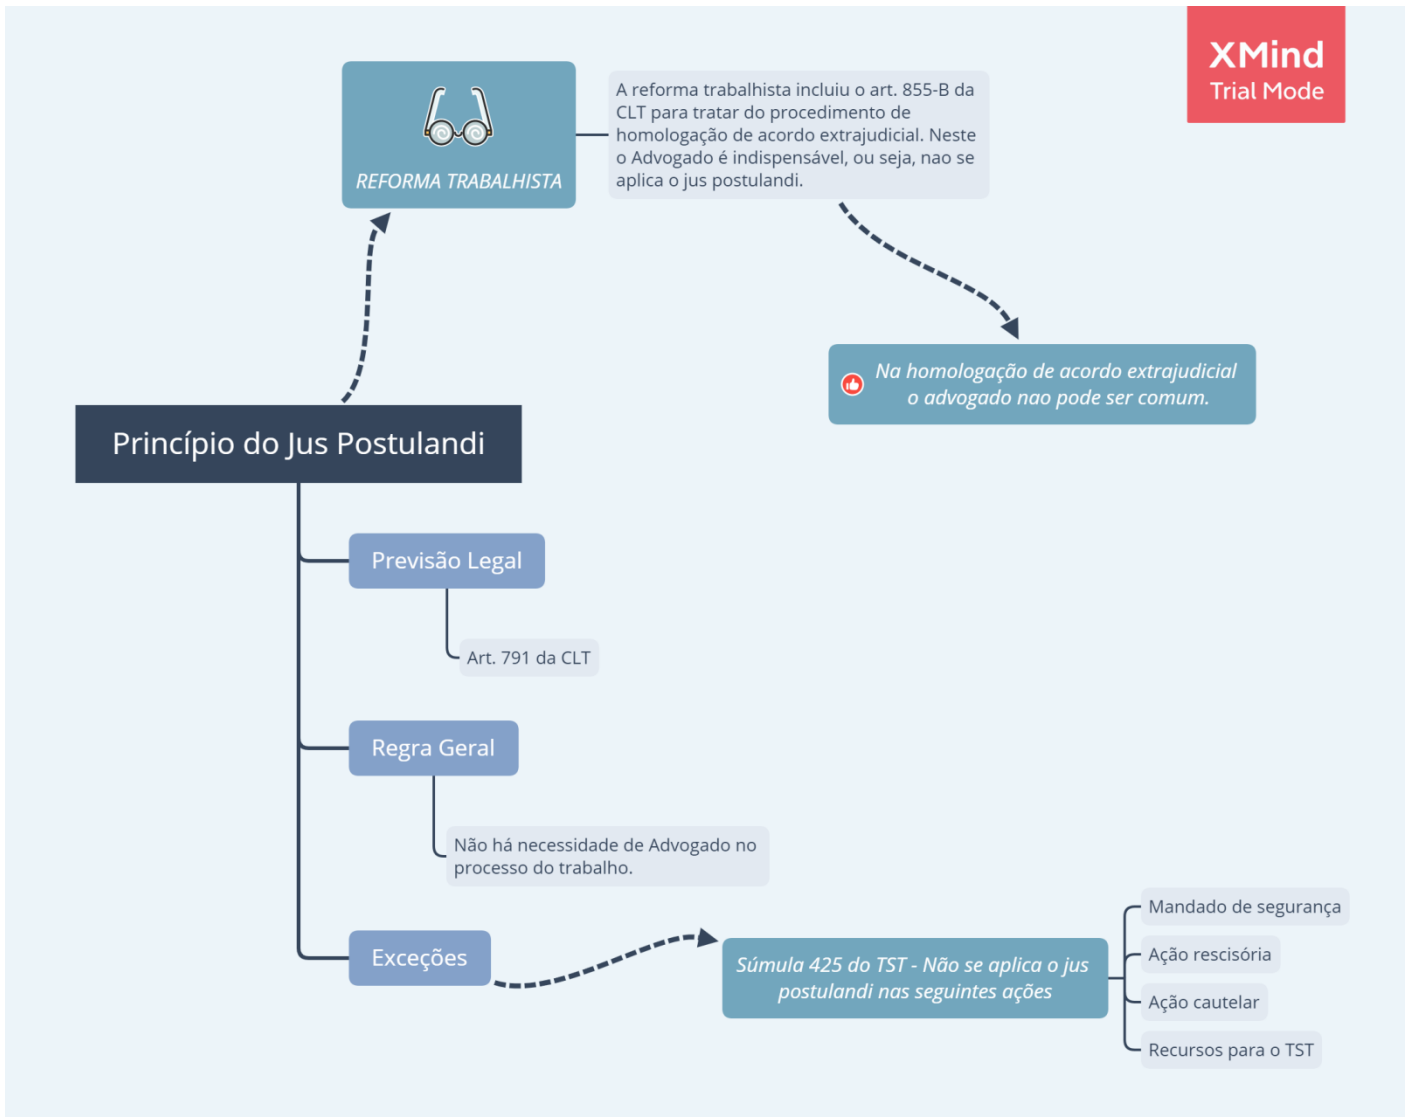 XMind
Trial Mode
REFORMA TRABALHISTA
A reforma trabalhista incluiu o art. 855-B da
CLT para tratar do procedimento de
homologação de acordo extrajudicial. Neste
o Advogado é indispensável, ou seja, nao se
aplica o jus postulandi.
Na homologação de acordo extrajudicial
o advogado nao pode ser comum.
Princípio do Jus Postulandi
Previsão Legal
Art. 791 da CLT
Regra Geral
Não há necessidade de Advogado no
processo do trabalho.
Exceções
Súmula 425 do TST - Não se aplica o jus
postulandi nas seguintes ações
Mandado de segurança
Ação rescisória
Ação cautelar
Recursos para o TST